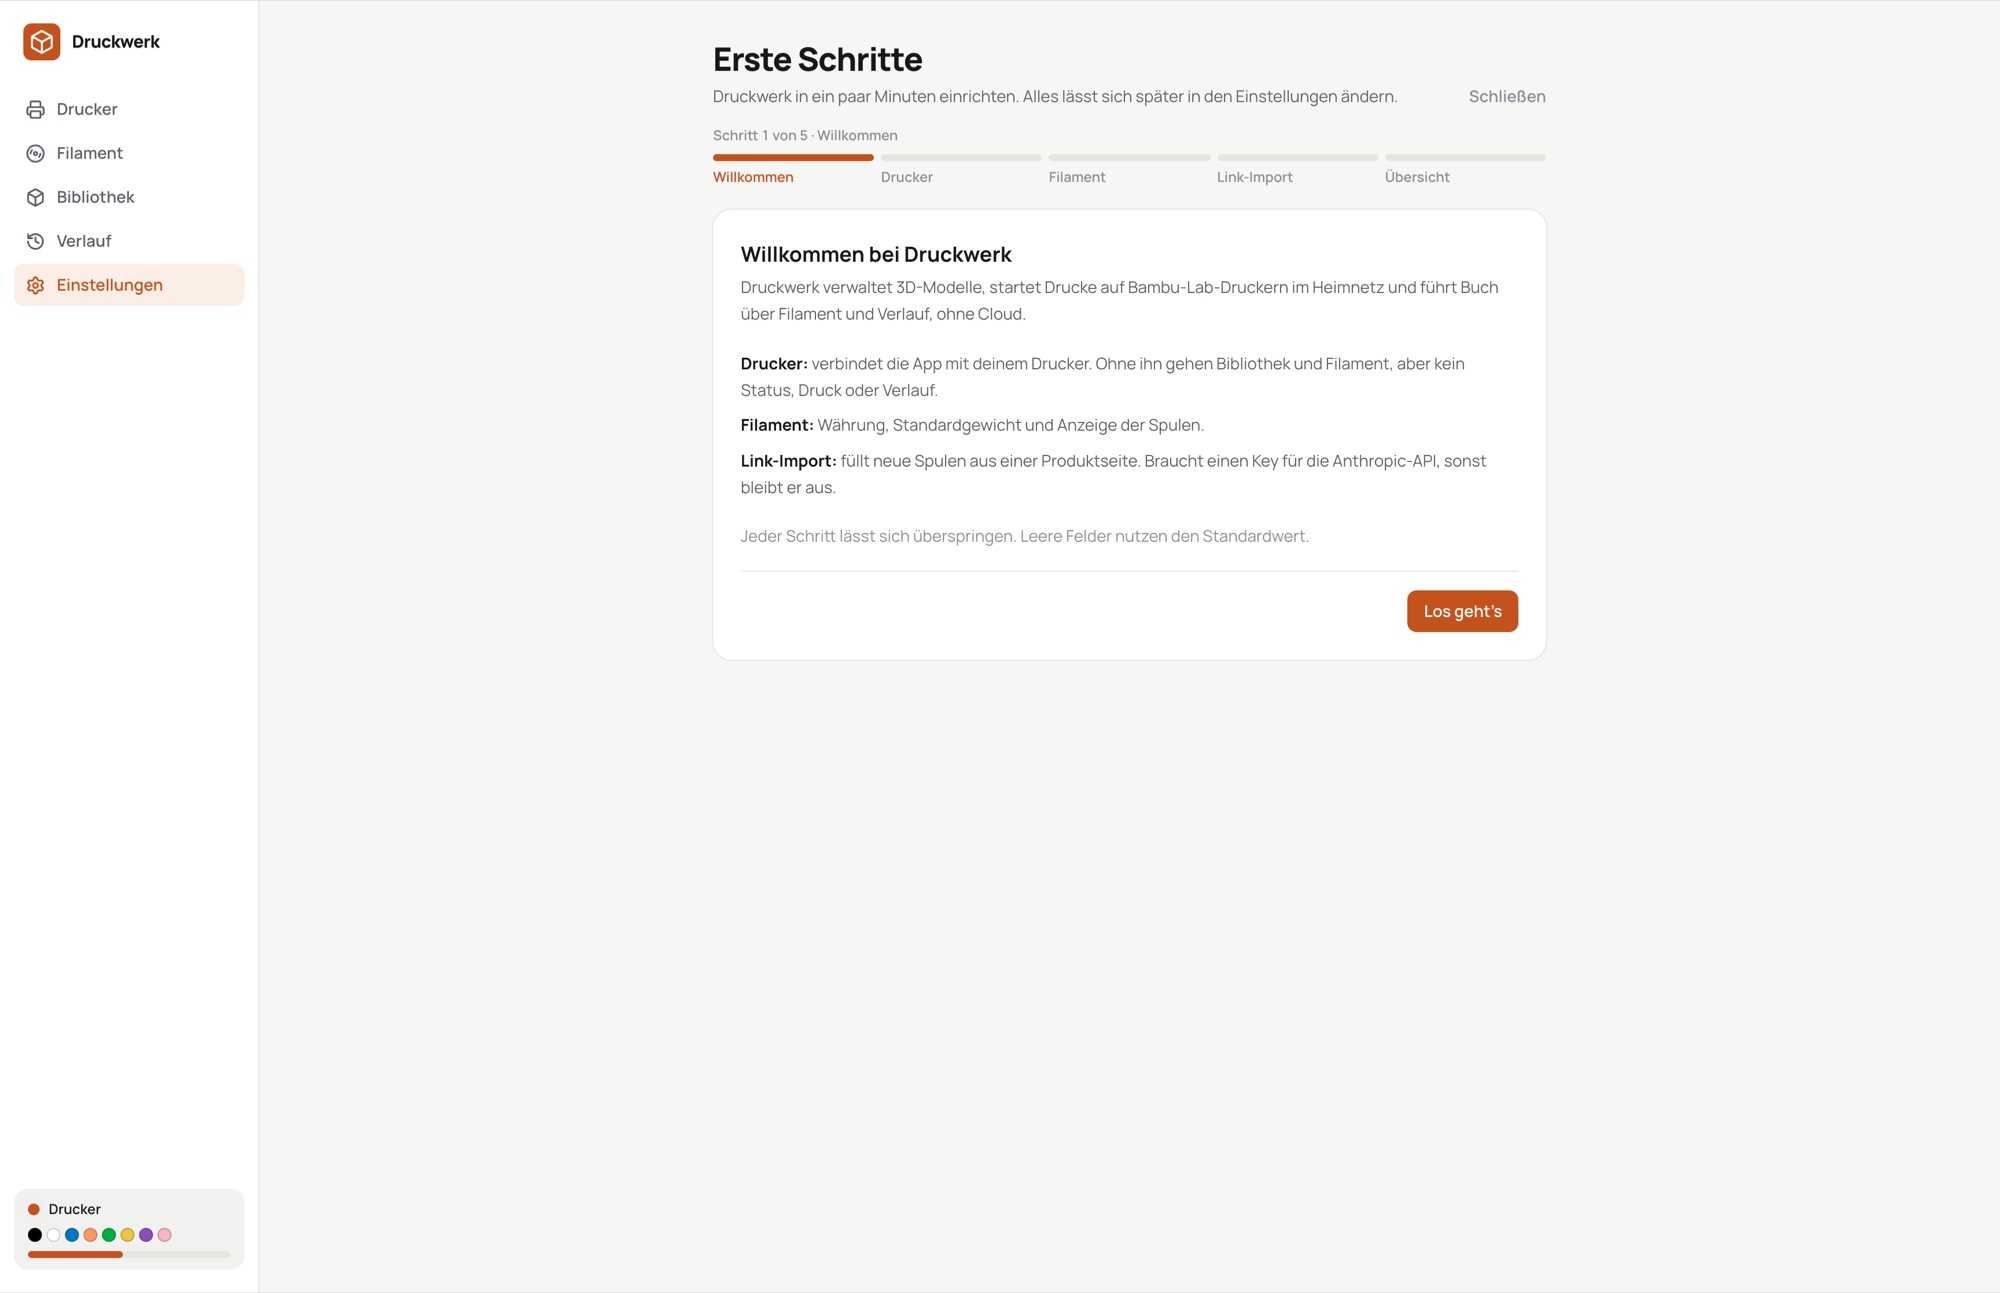 Druckwerk
Drucker
Filament
Bibliothek
Verlauf
Einstellungen
Erste Schritte
Druckwerk in ein paar Minuten einrichten. Alles lässt sich später in den Einstellungen ändern.
Schließen
Schritt 1 von 5 · Willkommen
Willkommen
Drucker
Filament
Link-Import
Übersicht
Willkommen bei Druckwerk
Druckwerk verwaltet 3D-Modelle, startet Drucke auf Bambu-Lab-Druckern im Heimnetz und führt Buch
über Filament und Verlauf, ohne Cloud.
Drucker: verbindet die App mit deinem Drucker. Ohne ihn gehen Bibliothek und Filament, aber kein
Status, Druck oder Verlauf.
Filament: Währung, Standardgewicht und Anzeige der Spulen.
Link-Import: füllt neue Spulen aus einer Produktseite. Braucht einen Key für die Anthropic-API, sonst
bleibt er aus.
Jeder Schritt lässt sich überspringen. Leere Felder nutzen den Standardwert.
Los geht's
Drucker